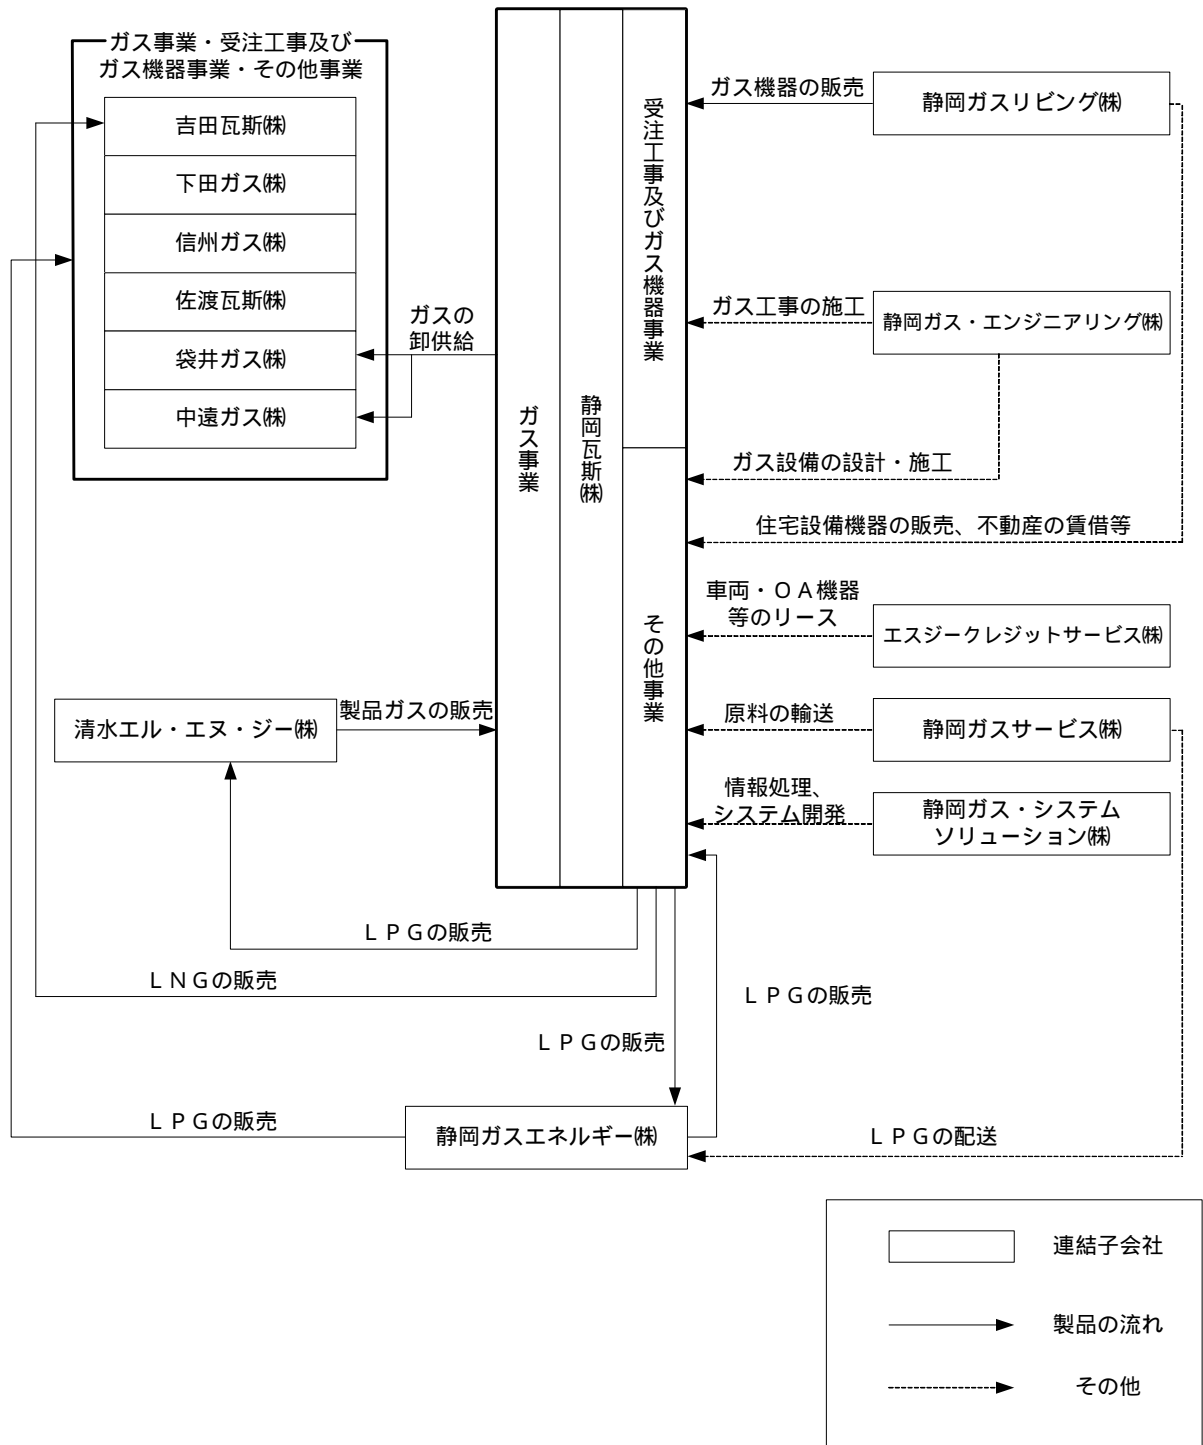 ガス事業・受注工事及び
ガス機器事業・その他事業
吉田瓦斯㈱
下田ガス㈱
信州ガス㈱
佐渡瓦斯㈱
袋井ガス㈱
中遠ガス㈱
ガスの
卸供給
ガス事業
静岡瓦斯㈱
受注工事及びガス機器事業
その他事業
ガス機器の販売
静岡ガスリビング㈱
ガス工事の施工
静岡ガス・エンジニアリング㈱
ガス設備の設計・施工
住宅設備機器の販売、不動産の賃借等
車両・ＯＡ機器
等のリース
エスジークレジットサービス㈱
清水エル・エヌ・ジー㈱
製品ガスの販売
原料の輸送
静岡ガスサービス㈱
情報処理、
システム開発
静岡ガス・システム
ソリューション㈱
ＬＰＧの販売
ＬＮＧの販売
ＬＰＧの販売
ＬＰＧの販売
ＬＰＧの販売
静岡ガスエネルギー㈱
ＬＰＧの配送
連結子会社
製品の流れ
その他